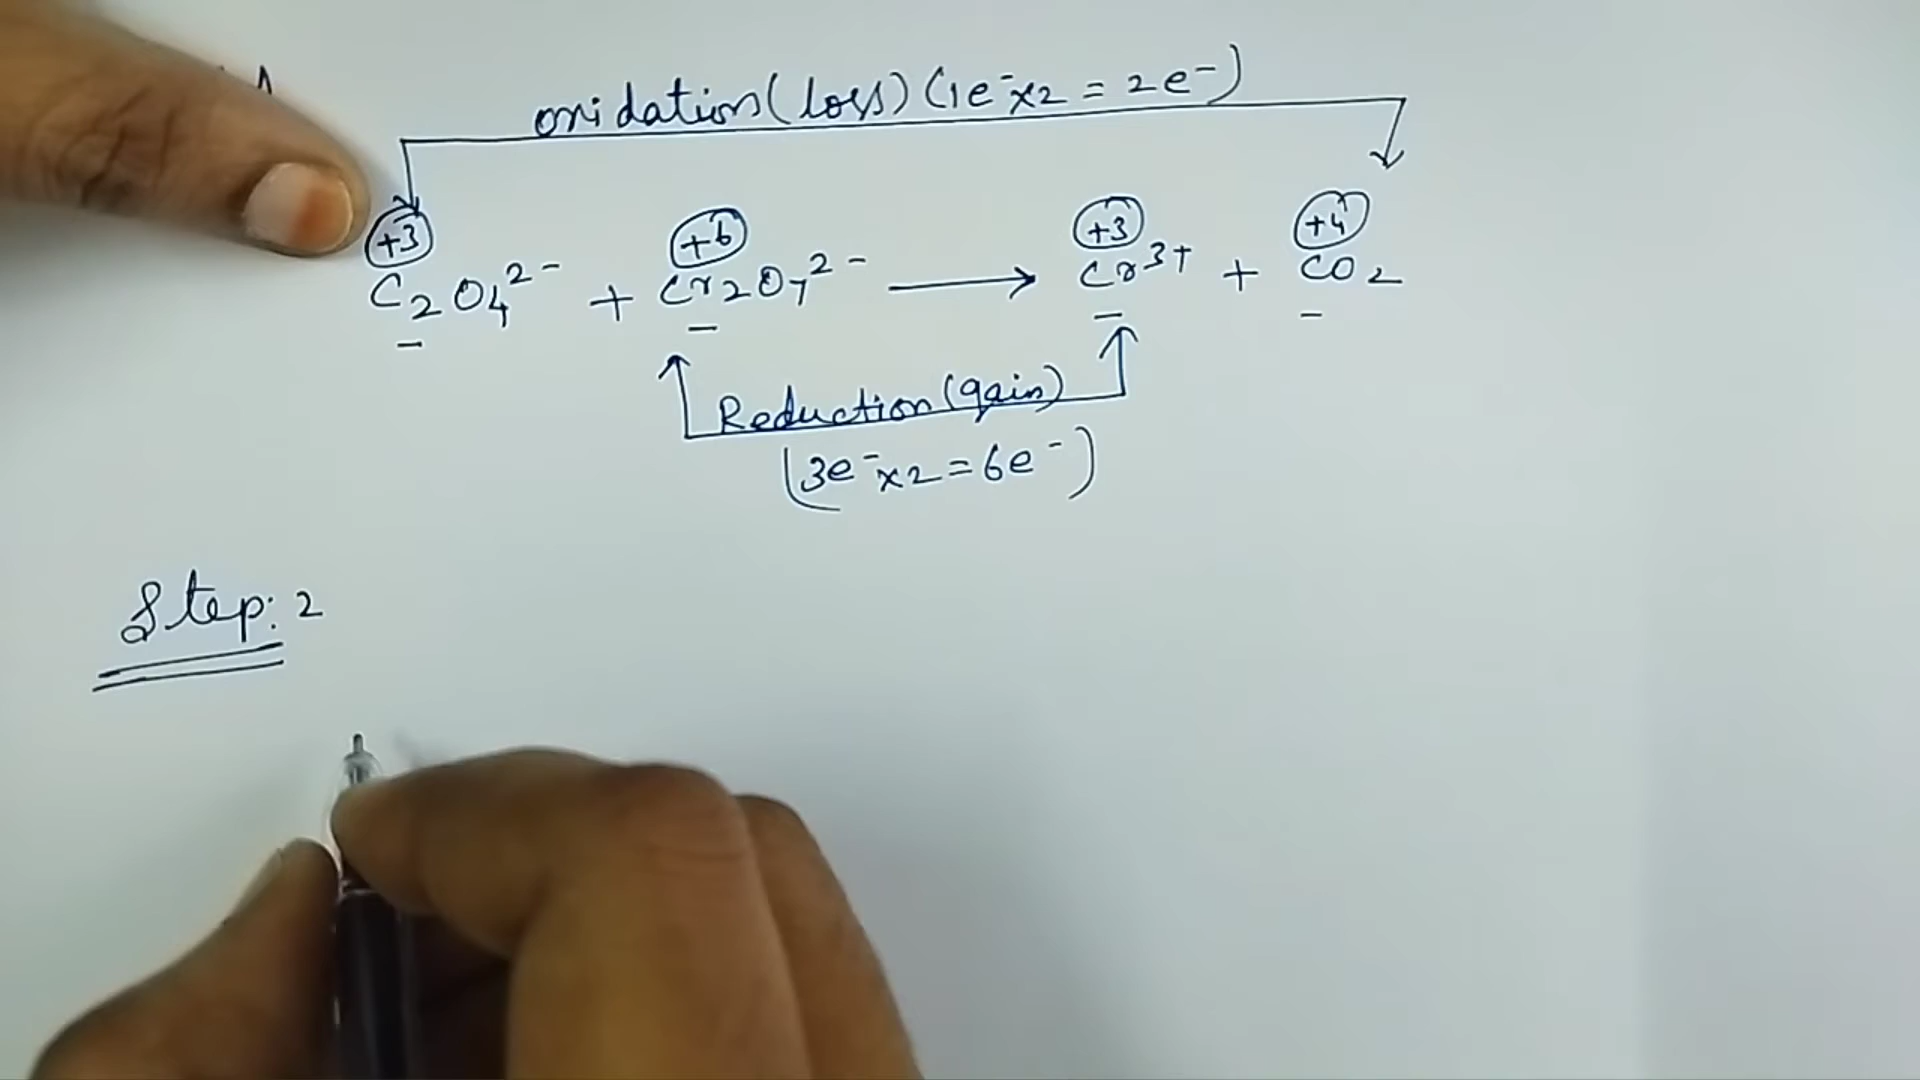 oxidation(loss) (1e⁻x2 = 2e⁻)
+3 +6 +3 +4
C₂O₄²⁻ + Cr₂O₇²⁻ ⟶ Cr³⁺ + CO₂
Reduction(gain)
(3e⁻x2=6e⁻)
Step: 2